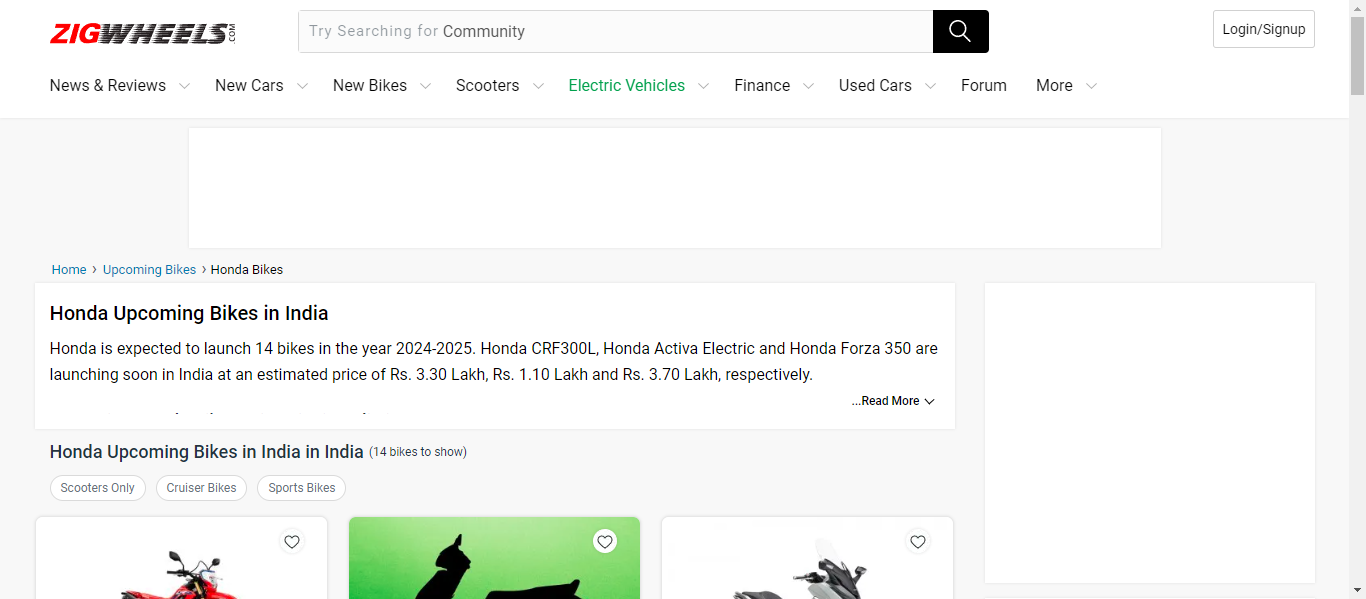 ZIGWHEELS.COM
Try Searching for Community
Login/Signup
News & Reviews New Cars New Bikes Scooters Electric Vehicles Finance Used Cars Forum More
Home › Upcoming Bikes › Honda Bikes
Honda Upcoming Bikes in India
Honda is expected to launch 14 bikes in the year 2024-2025. Honda CRF300L, Honda Activa Electric and Honda Forza 350 are
launching soon in India at an estimated price of Rs. 3.30 Lakh, Rs. 1.10 Lakh and Rs. 3.70 Lakh, respectively.
...Read More
Honda Upcoming Bikes in India in India (14 bikes to show)
Scooters Only Cruiser Bikes Sports Bikes